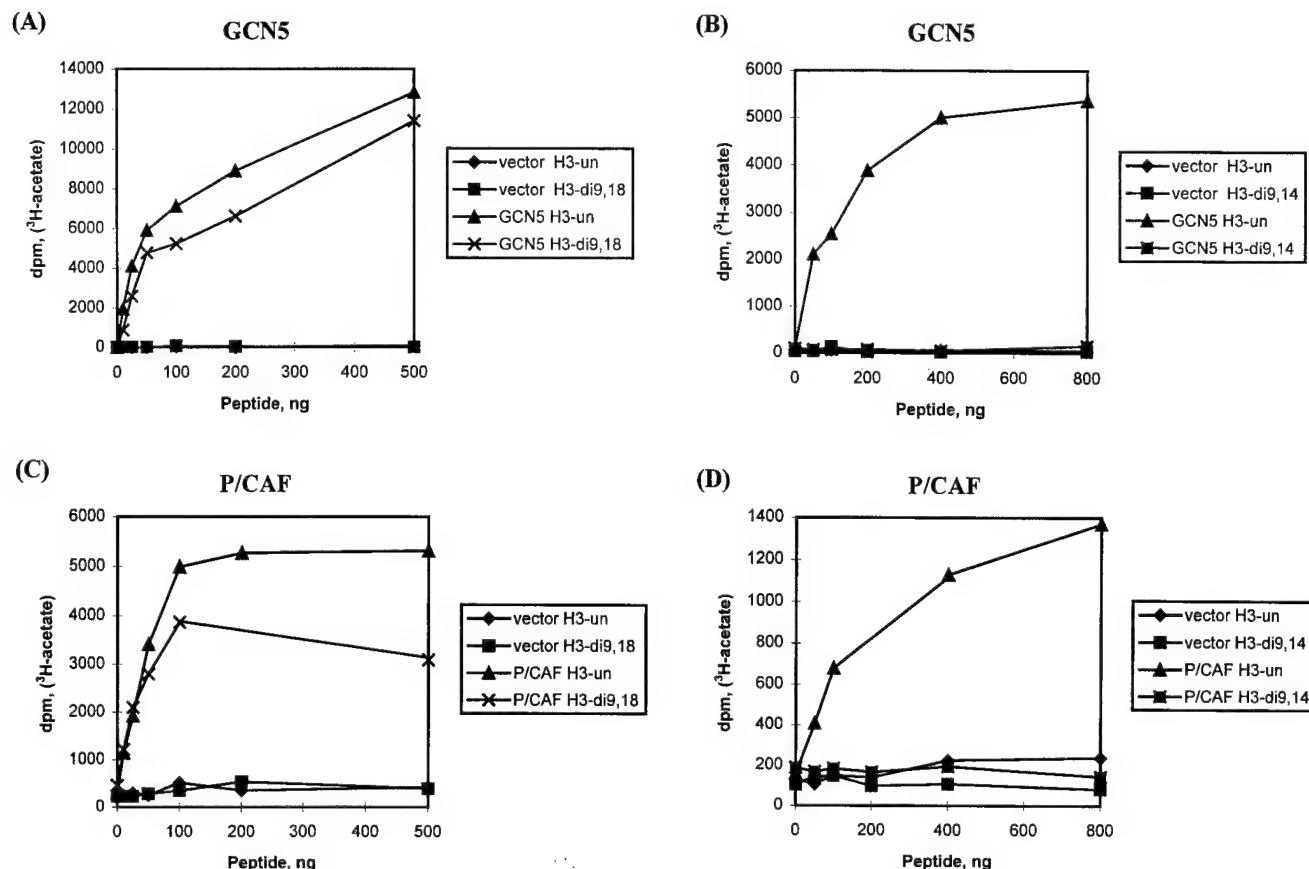 (A)
GCN5
14000
12000
10000
8000
6000
4000
2000
0
dpm, (³H-acetate)
0 100 200 300 400 500
Peptide, ng
vector H3-un
vector H3-di9,18
GCN5 H3-un
GCN5 H3-di9,18
(B)
GCN5
6000
5000
4000
3000
2000
1000
0
dpm, (³H-acetate)
0 200 400 600 800
Peptide, ng
vector H3-un
vector H3-di9,14
GCN5 H3-un
GCN5 H3-di9,14
(C)
P/CAF
6000
5000
4000
3000
2000
1000
0
dpm, (³H-acetate)
0 100 200 300 400 500
Peptide, ng
vector H3-un
vector H3-di9,18
P/CAF H3-un
P/CAF H3-di9,18
(D)
P/CAF
1400
1200
1000
800
600
400
200
0
dpm, (³H-acetate)
0 200 400 600 800
Peptide, ng
vector H3-un
vector H3-di9,14
P/CAF H3-un
P/CAF H3-di9,14